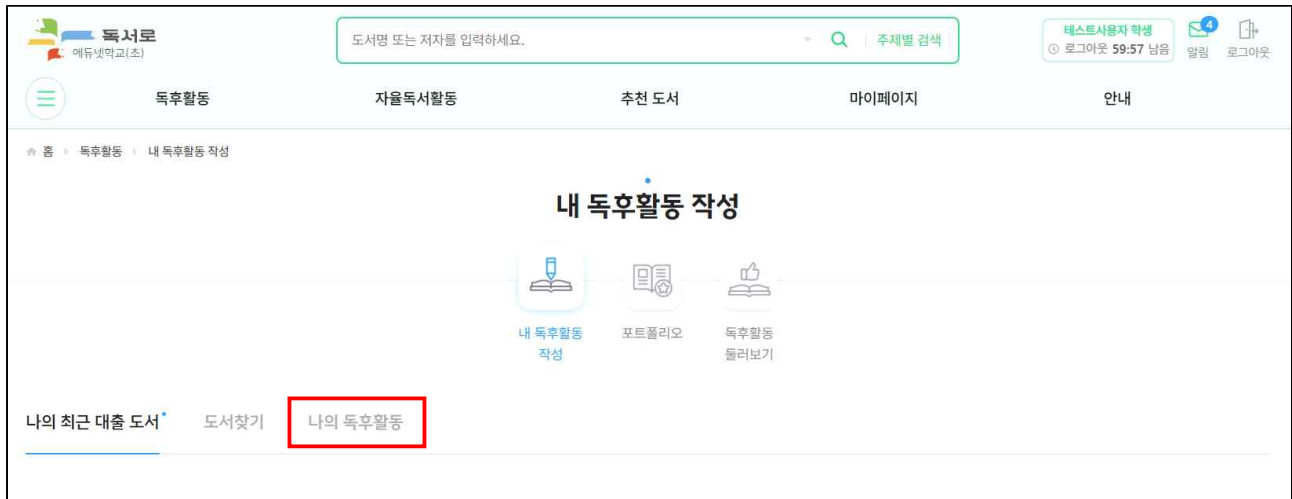 독서로
에듀넷학교(초)
도서명 또는 저자를 입력하세요.
주제별 검색
테스트사용자 학생
로그아웃 59:57 남음
4
알림
로그아웃
독후활동 자율독서활동 추천 도서 마이페이지 안내
홈 독후활동 내 독후활동 작성
내 독후활동 작성
내 독후활동
작성
포트폴리오
독후활동
둘러보기
나의 최근 대출 도서 도서찾기 나의 독후활동